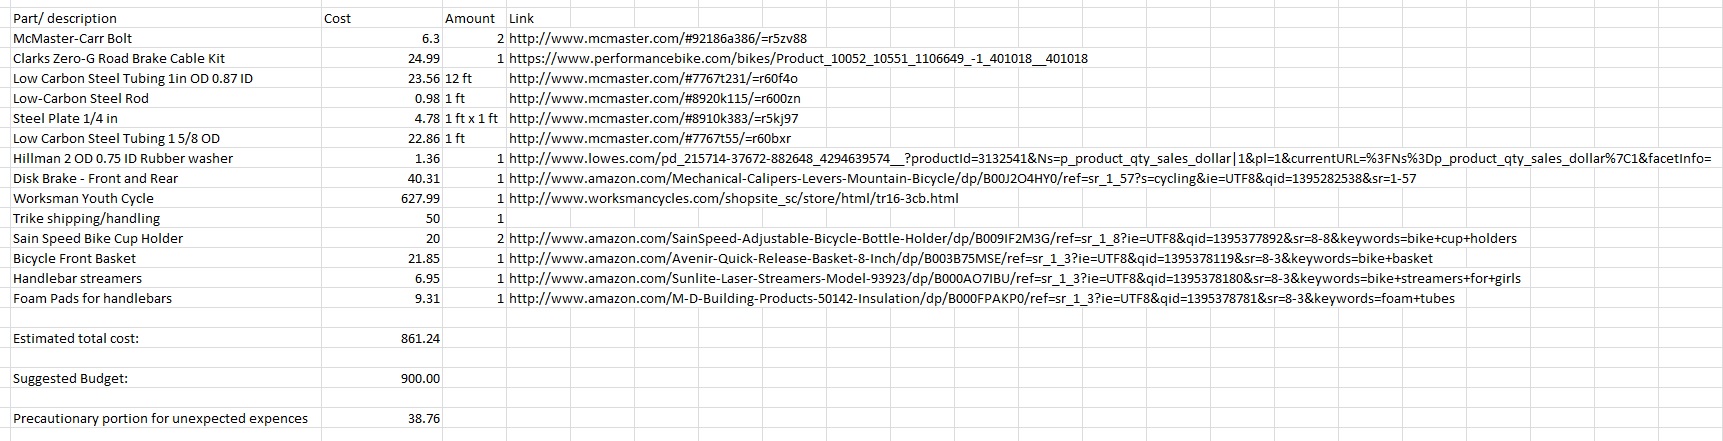 Part/ description Cost Amount Link
McMaster-Carr Bolt 6.3 2 http://www.mcmaster.com/#92186a386/=r5zv88
Clarks Zero-G Road Brake Cable Kit 24.99 1 https://www.performancebike.com/bikes/Product_10052_10551_1106649_-1_401018__401018
Low Carbon Steel Tubing 1in OD 0.87 ID 23.56 12 ft http://www.mcmaster.com/#7767t231/=r60f4o
Low-Carbon Steel Rod 0.98 1 ft http://www.mcmaster.com/#8920k115/=r600zn
Steel Plate 1/4 in 4.78 1 ft x 1 ft http://www.mcmaster.com/#8910k383/=r5kj97
Low Carbon Steel Tubing 1 5/8 OD 22.86 1 ft http://www.mcmaster.com/#7767t55/=r60bxr
Hillman 2 OD 0.75 ID Rubber washer 1.36 1 http://www.lowes.com/pd_215714-37672-882648_4294639574__?productId=3132541&Ns=p_product_qty_sales_dollar|1&pl=1&currentURL=%3FNs%3Dp_product_qty_sales_dollar%7C1&facetInfo=
Disk Brake - Front and Rear 40.31 1 http://www.amazon.com/Mechanical-Calipers-Levers-Mountain-Bicycle/dp/B00J2O4HY0/ref=sr_1_57?s=cycling&ie=UTF8&qid=1395282538&sr=1-57
Worksman Youth Cycle 627.99 1 http://www.worksmancycles.com/shopsite_sc/store/html/tr16-3cb.html
Trike shipping/handling 50 1
Sain Speed Bike Cup Holder 20 2 http://www.amazon.com/SainSpeed-Adjustable-Bicycle-Bottle-Holder/dp/B009IF2M3G/ref=sr_1_8?ie=UTF8&qid=1395377892&sr=8-8&keywords=bike+cup+holders
Bicycle Front Basket 21.85 1 http://www.amazon.com/Avenir-Quick-Release-Basket-8-Inch/dp/B003B75MSE/ref=sr_1_3?ie=UTF8&qid=1395378119&sr=8-3&keywords=bike+basket
Handlebar streamers 6.95 1 http://www.amazon.com/Sunlite-Laser-Streamers-Model-93923/dp/B000AO7IBU/ref=sr_1_3?ie=UTF8&qid=1395378180&sr=8-3&keywords=bike+streamers+for+girls
Foam Pads for handlebars 9.31 1 http://www.amazon.com/M-D-Building-Products-50142-Insulation/dp/B000FPAKP0/ref=sr_1_3?ie=UTF8&qid=1395378781&sr=8-3&keywords=foam+tubes
Estimated total cost: 861.24
Suggested Budget: 900.00
Precautionary portion for unexpected expences 38.76